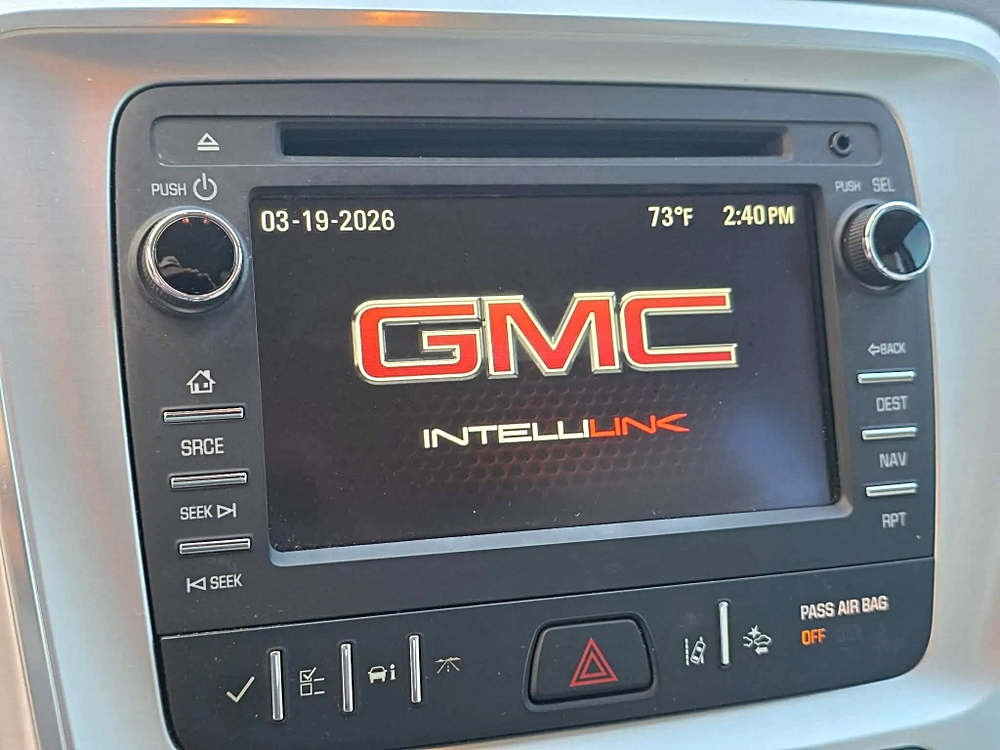 PUSH
PUSH SEL
03-19-2026 73°F 2:40 PM
GMC
INTELLILINK
BACK
DEST
NAV
RPT
SRCE
SEEK
SEEK
PASS AIR BAG
OFF